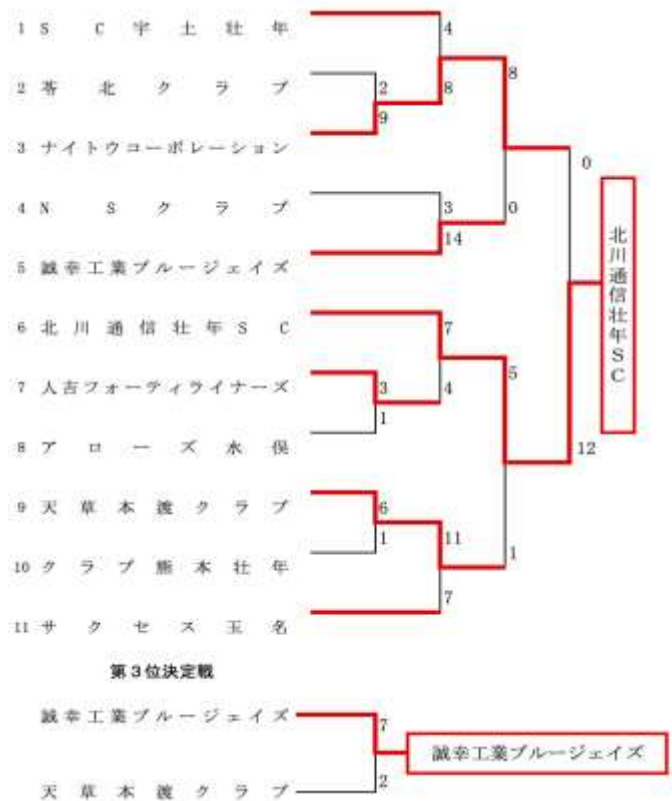 1 SC宇土壮年
4
8
2 苓北クラブ
2
8
9
3 ナイトウコーポレーション
0
4 NSクラブ
3
0
14
5 誠幸工業ブルージェイズ
北川通信壮年SC
6 北川通信壮年SC
7
5
7 人吉フォーティライナーズ
3
4
1
12
8 アローズ水俣
9 天草本渡クラブ
6
11
1
1
10 クラブ熊本壮年
7
11 サクセス玉名
第3位決定戦
誠幸工業ブルージェイズ
7
誠幸工業ブルージェイズ
2
天草本渡クラブ